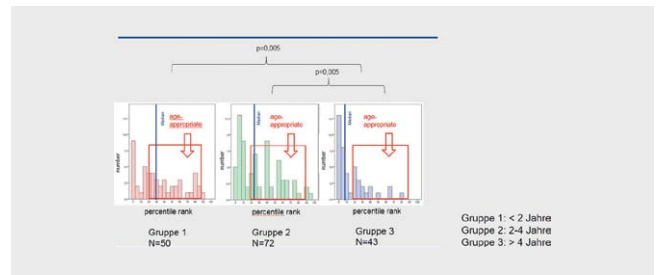 p=0,005
p=0,005
age-
appropriate
Median
number
percentile rank
Gruppe 1
N=50
age-
appropriate
Median
number
percentile rank
Gruppe 2
N=72
age-
appropriate
Median
number
percentile rank
Gruppe 3
N=43
Gruppe 1: < 2 Jahre
Gruppe 2: 2-4 Jahre
Gruppe 3: > 4 Jahre